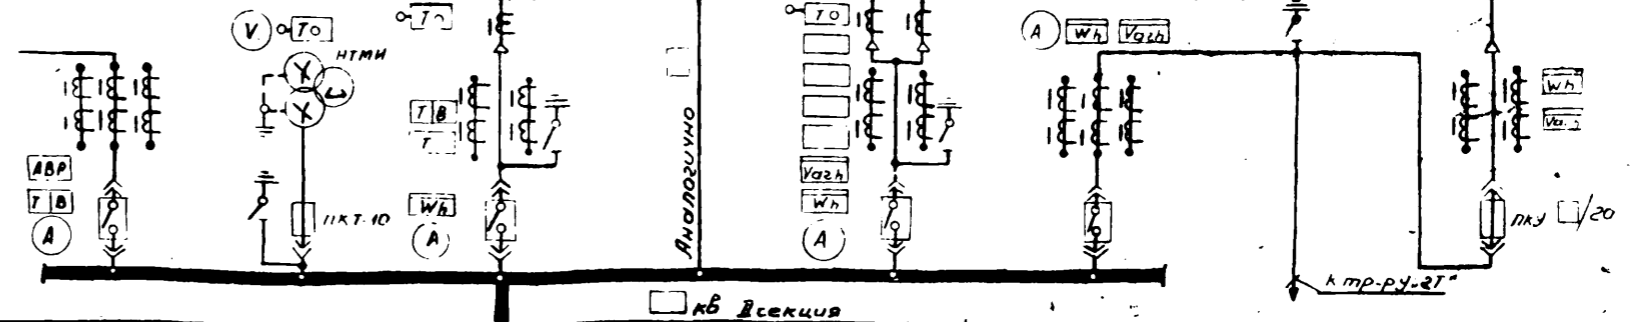 V
ТО
НТМИ
АВР
Т В
А
ПКТ-10
ТО
Т В
Т
Wh
А
Аналогично
ТО
Varh
Wh
А
А
Wh
Varh
Wh
ПКУ □/20
к тр-ру „2Т"
□ кв II секция